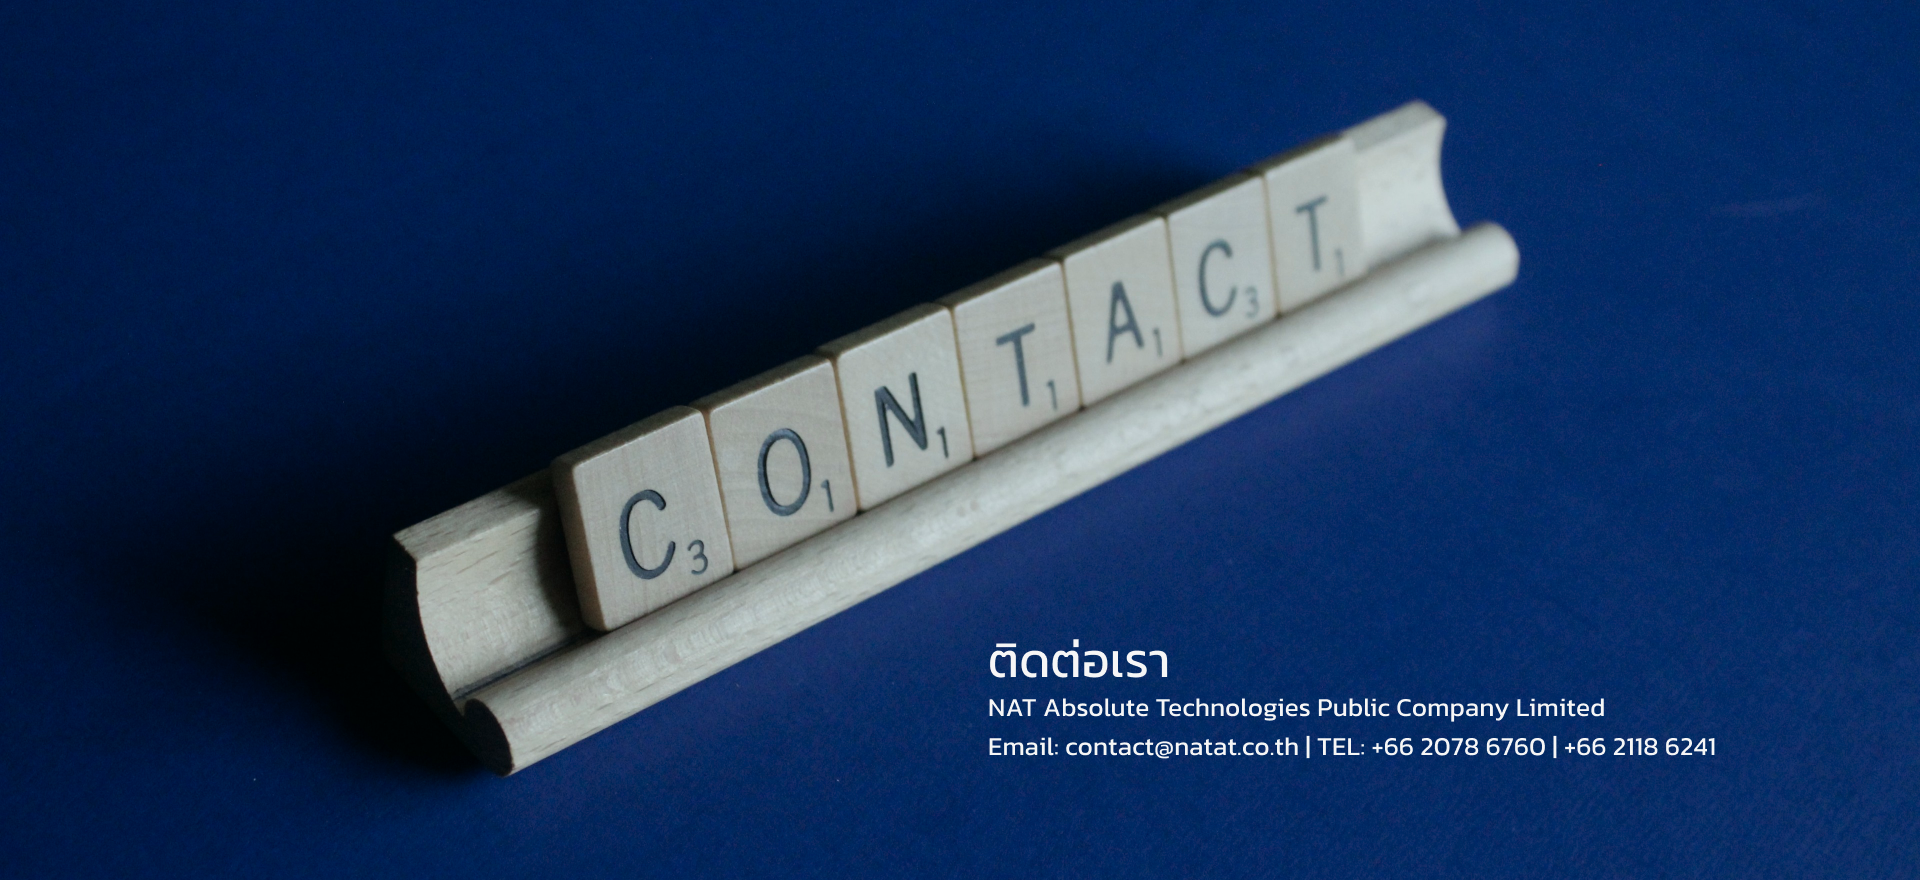 C3 O1 N1 T1 A1 C3 T1
ติดต่อเรา
NAT Absolute Technologies Public Company Limited
Email: contact@natat.co.th | TEL: +66 2078 6760 | +66 2118 6241